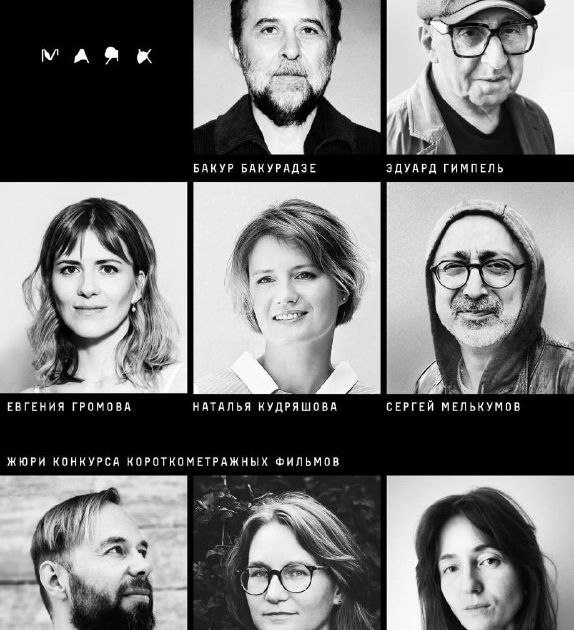 МАЯК
БАКУР БАКУРАДЗЕ
ЭДУАРД ГИМПЕЛЬ
ЕВГЕНИЯ ГРОМОВА
НАТАЛЬЯ КУДРЯШОВА
СЕРГЕЙ МЕЛЬКУМОВ
ЖЮРИ КОНКУРСА КОРОТКОМЕТРАЖНЫХ ФИЛЬМОВ